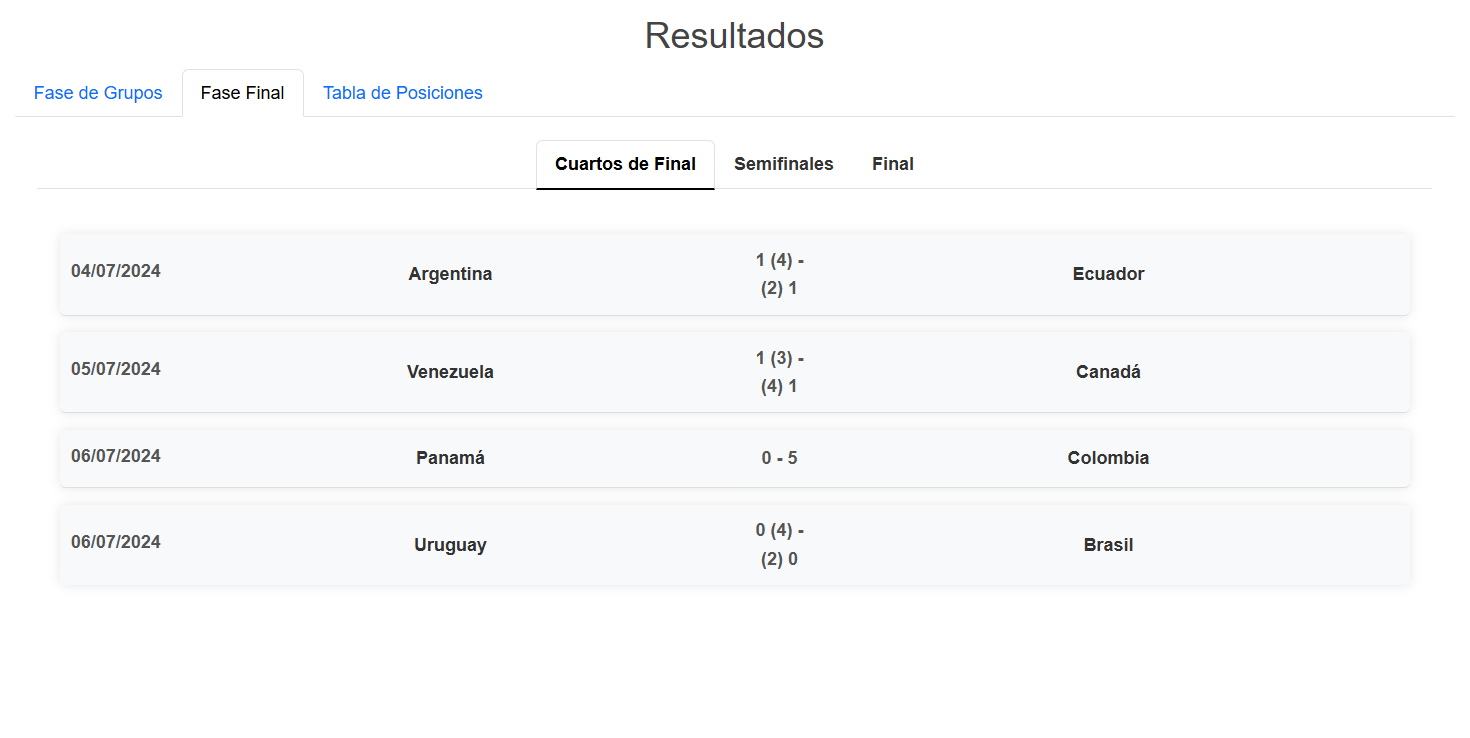 Resultados
Fase de Grupos Fase Final Tabla de Posiciones
Cuartos de Final Semifinales Final
04/07/2024 Argentina 1 (4) - (2) 1 Ecuador
05/07/2024 Venezuela 1 (3) - (4) 1 Canadá
06/07/2024 Panamá 0 - 5 Colombia
06/07/2024 Uruguay 0 (4) - (2) 0 Brasil